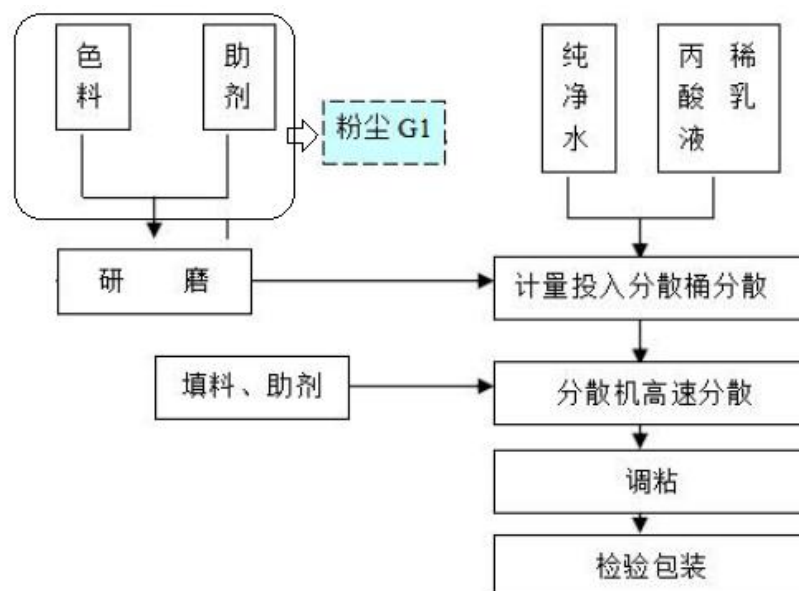 色料
助剂
粉尘 G1
纯净水
丙 稀
酸 乳
液
研 磨
计量投入分散桶分散
填料、助剂
分散机高速分散
调粘
检验包装